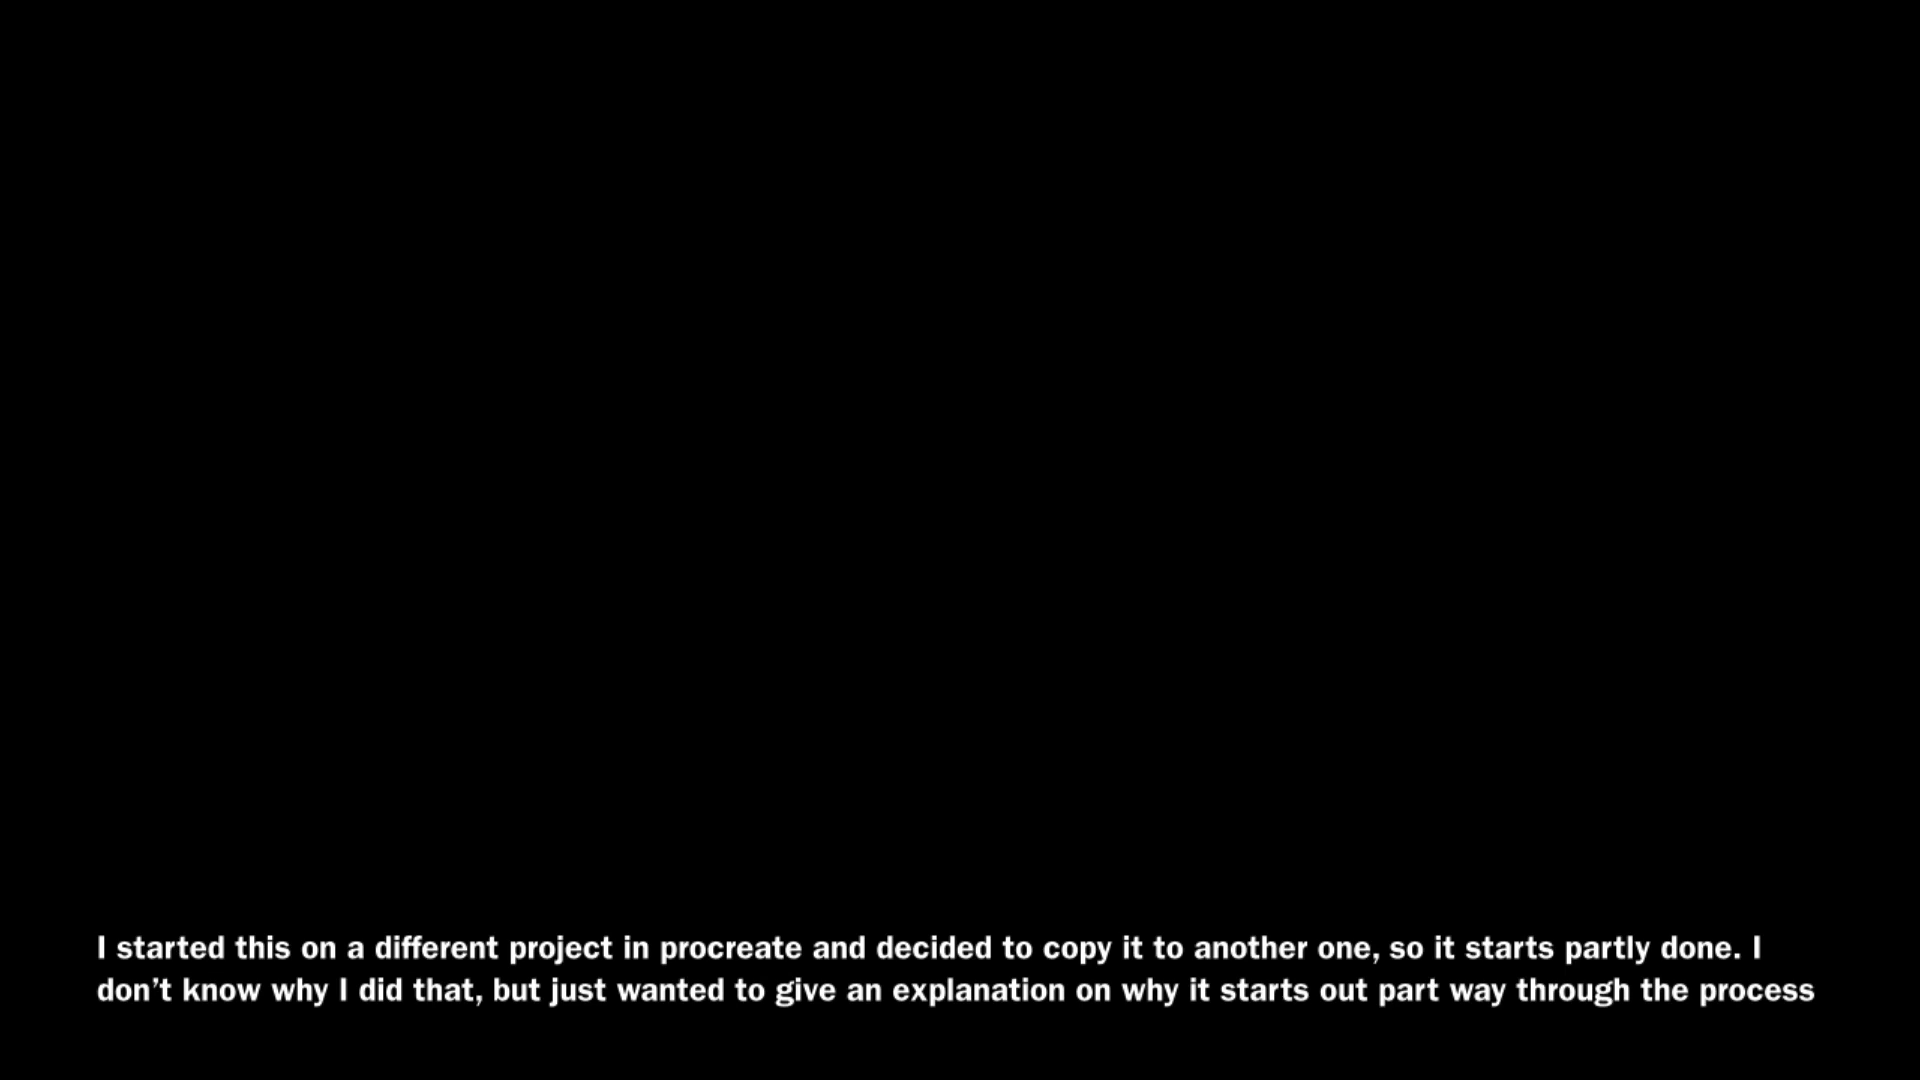 I started this on a different project in procreate and decided to copy it to another one, so it starts partly done. I
don’t know why I did that, but just wanted to give an explanation on why it starts out part way through the process